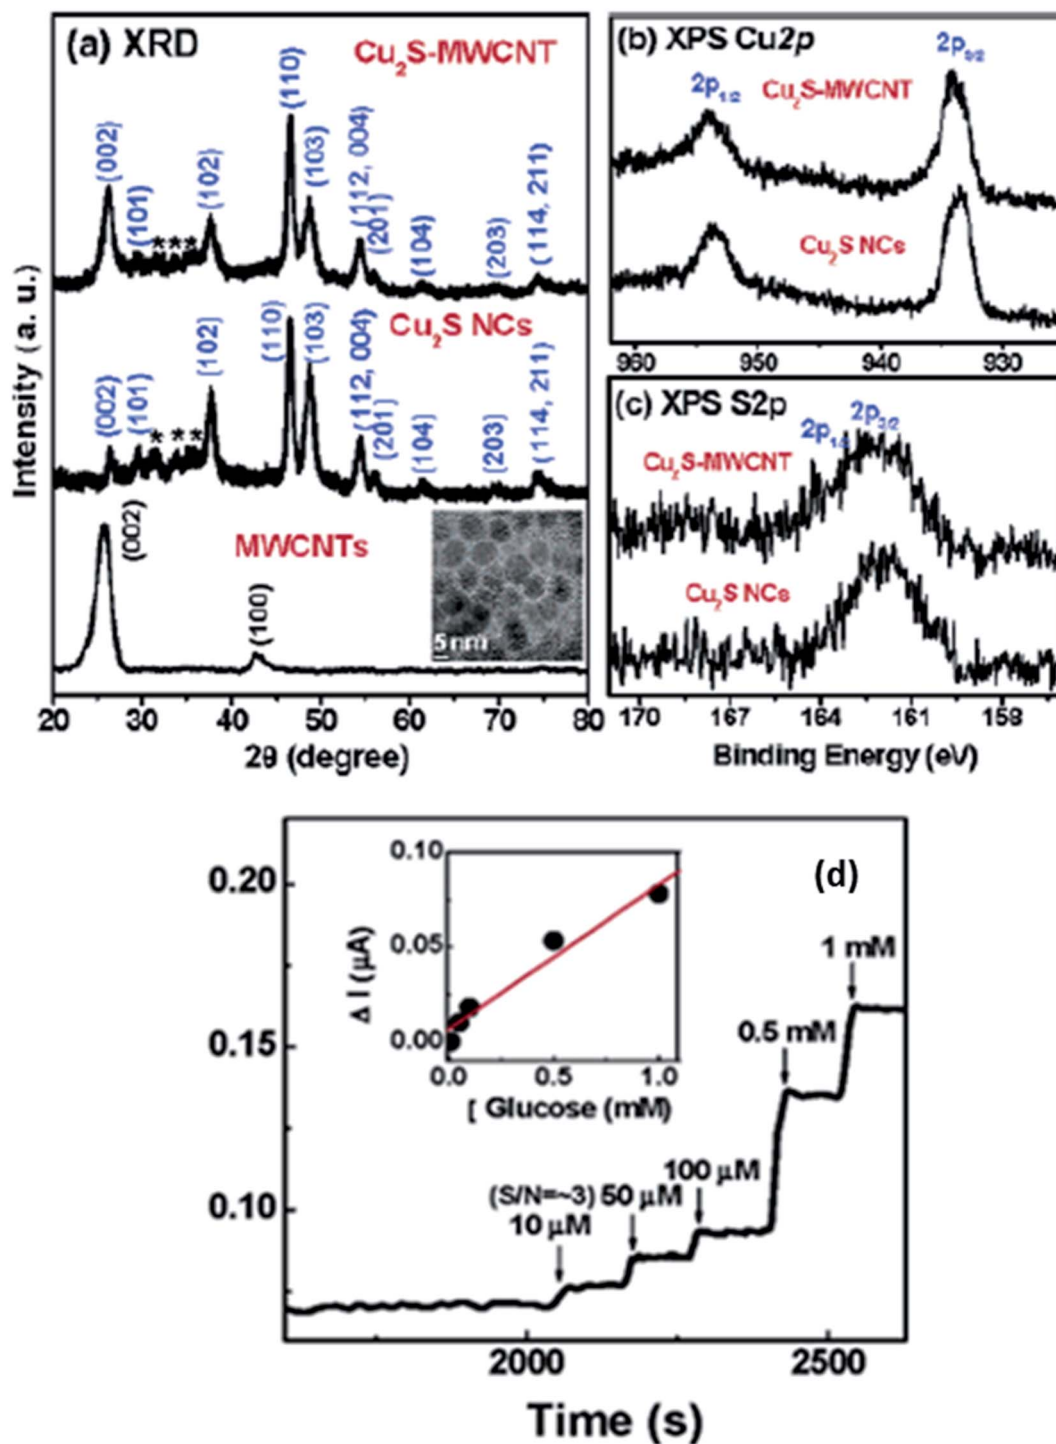 (a) XRD
Cu2S-MWCNT
(002)
(101)
***
(102)
(110)
(103)
(112, 004)
(201)
(104)
(203)
(114, 211)
Cu2S NCs
(002)
(101)
* * *
(102)
(110)
(103)
(112, 004)
(201)
(104)
(203)
(114, 211)
MWCNTs
(002)
(100)
5 nm
Intensity (a. u.)
20 30 40 50 60 70 80
2θ (degree)
(b) XPS Cu2p
2p1/2
Cu2S-MWCNT
2p3/2
Cu2S NCs
960 950 940 930
(c) XPS S2p
2p3/2
Cu2S-MWCNT
Cu2S NCs
170 167 164 161 158
Binding Energy (eV)
(d)
0.20
0.15
0.10
0.10
0.05
0.00
Δ I (μA)
0.0 0.5 1.0
[ Glucose (mM)
1 mM
0.5 mM
100 μM
(S/N=~3) 50 μM
10 μM
2000 2500
Time (s)